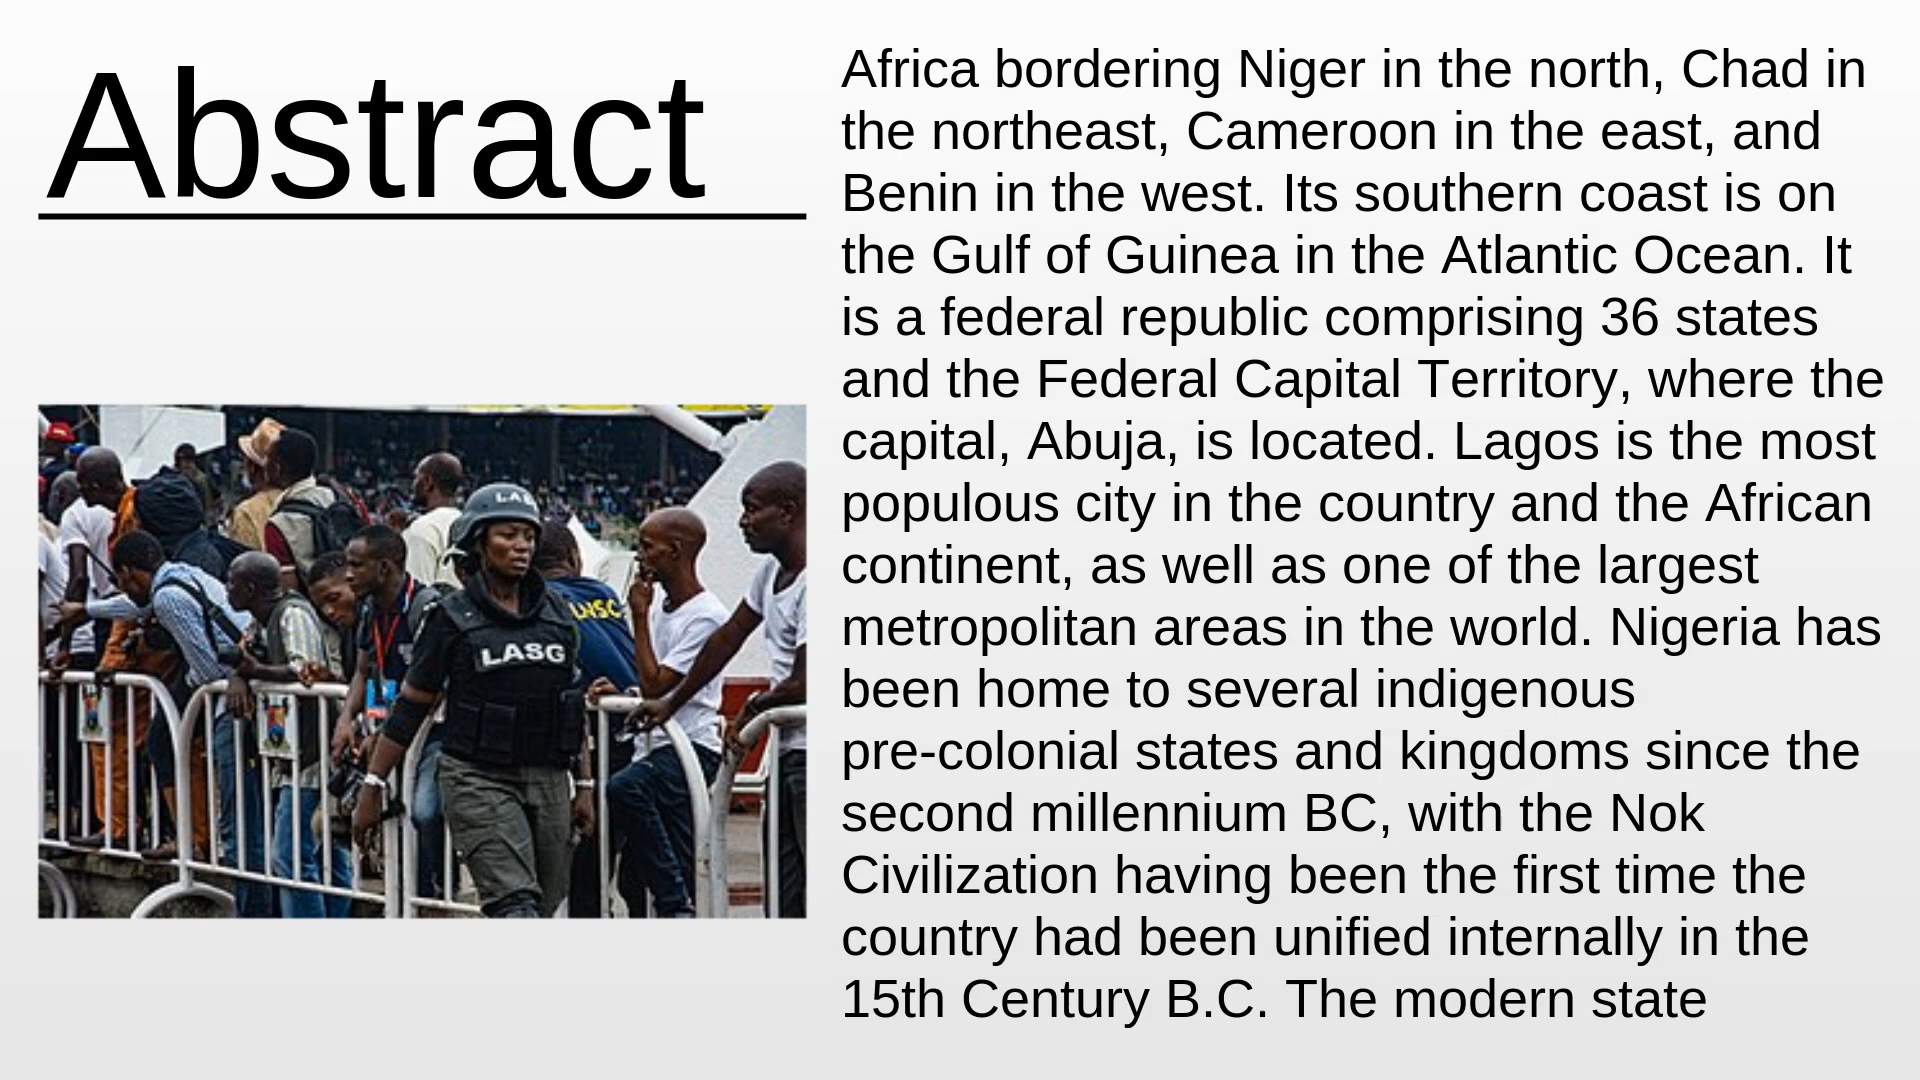 Abstract
Africa bordering Niger in the north, Chad in
the northeast, Cameroon in the east, and
Benin in the west. Its southern coast is on
the Gulf of Guinea in the Atlantic Ocean. It
is a federal republic comprising 36 states
and the Federal Capital Territory, where the
capital, Abuja, is located. Lagos is the most
populous city in the country and the African
continent, as well as one of the largest
metropolitan areas in the world. Nigeria has
been home to several indigenous
pre-colonial states and kingdoms since the
second millennium BC, with the Nok
Civilization having been the first time the
country had been unified internally in the
15th Century B.C. The modern state
LASG
LASG